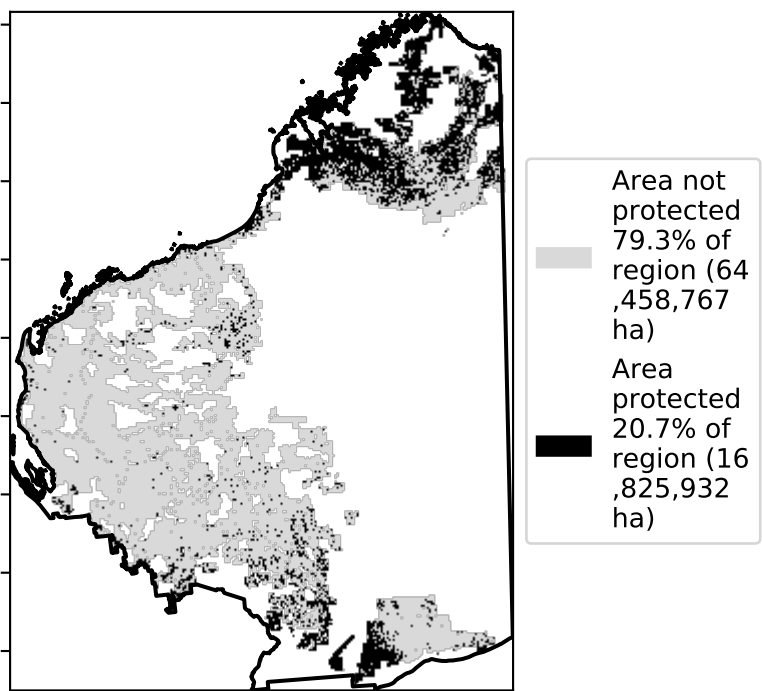 Area not
protected
79.3% of
region (64
,458,767
ha)
Area
protected
20.7% of
region (16
,825,932
ha)